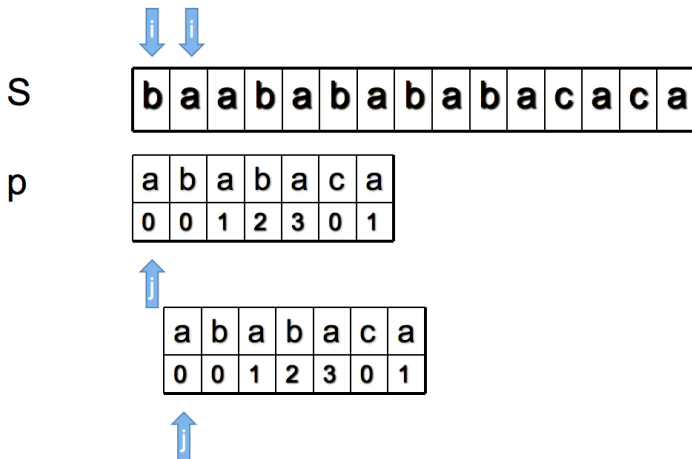 i i
S b a a b a b a b a b a c a c a
p a b a b a c a
0 0 1 2 3 0 1
j
a b a b a c a
0 0 1 2 3 0 1
j